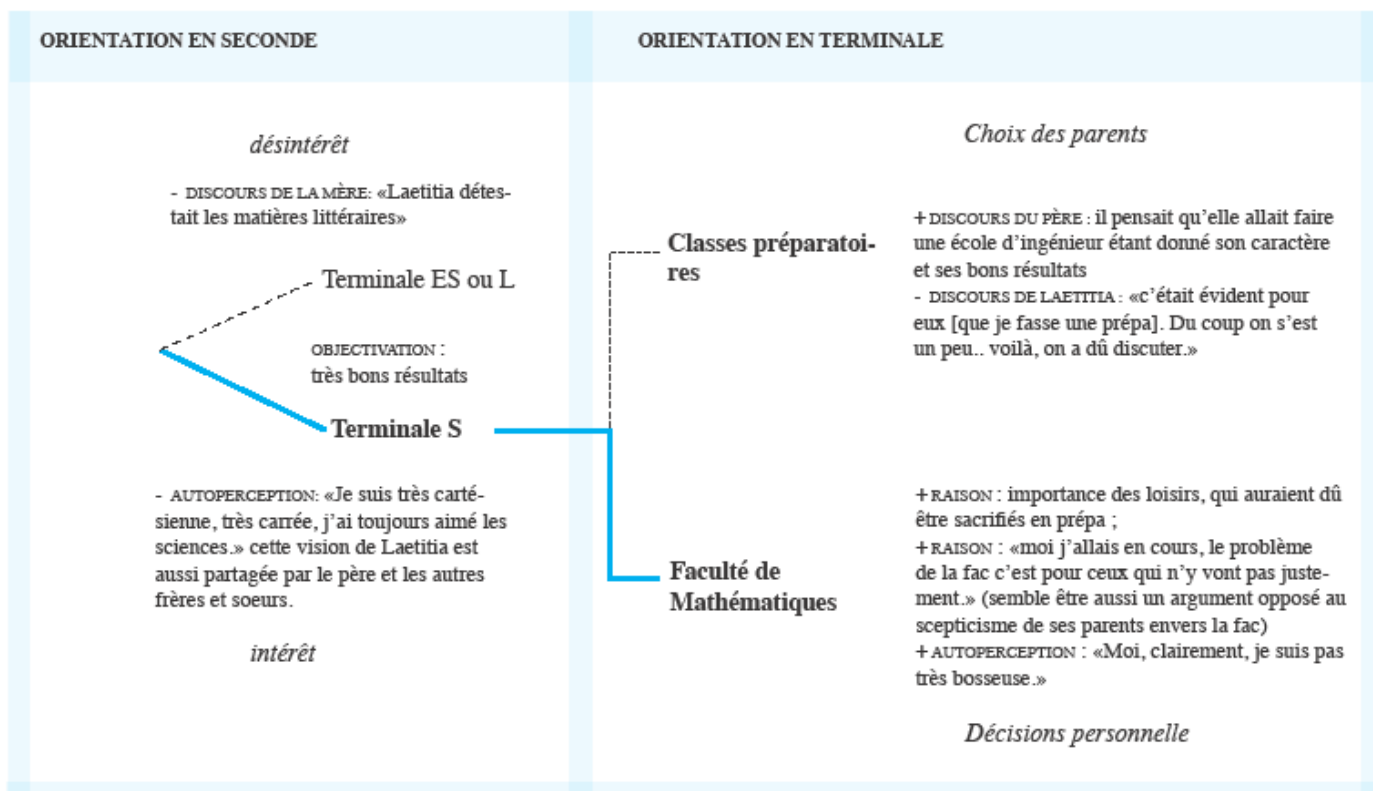 ORIENTATION EN SECONDE
désintérêt
- DISCOURS DE LA MÈRE: «Laetitia détes-
tait les matières littéraires»
Terminale ES ou L
OBJECTIVATION :
très bons résultats
Terminale S
- AUTOPERCEPTION: «Je suis très carté-
sienne, très carrée, j’ai toujours aimé les
sciences.» cette vision de Laetitia est
aussi partagée par le père et les autres
frères et soeurs.
intérêt
ORIENTATION EN TERMINALE
Choix des parents
Classes préparatoi-
res
+ DISCOURS DU PÈRE : il pensait qu’elle allait faire
une école d’ingénieur étant donné son caractère
et ses bons résultats
- DISCOURS DE LAETITIA : «c’était évident pour
eux [que je fasse une prépa]. Du coup on s’est
un peu.. voilà, on a dû discuter.»
Faculté de
Mathématiques
+ RAISON : importance des loisirs, qui auraient dû
être sacrifiés en prépa ;
+ RAISON : «moi j’allais en cours, le problème
de la fac c’est pour ceux qui n’y vont pas juste-
ment.» (semble être aussi un argument opposé au
scepticisme de ses parents envers la fac)
+ AUTOPERCEPTION : «Moi, clairement, je suis pas
très bosseuse.»
Décisions personnelle